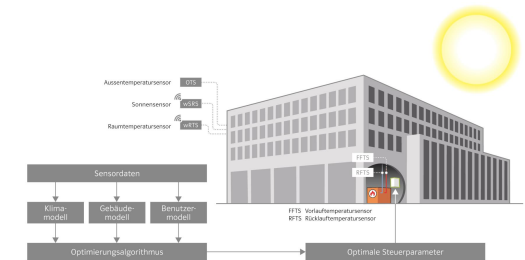 Aussentemperatursensor OTS
Sonnensensor wSRS
Raumtemperatursensor wRTS
FFTS
RFTS
Sensordaten
FFTS Vorlauftemperatursensor
RFTS Rücklauftemperatursensor
Klima-
modell
Gebäude-
modell
Benutzer-
modell
Optimierungsalgorithmus
Optimale Steuerparameter